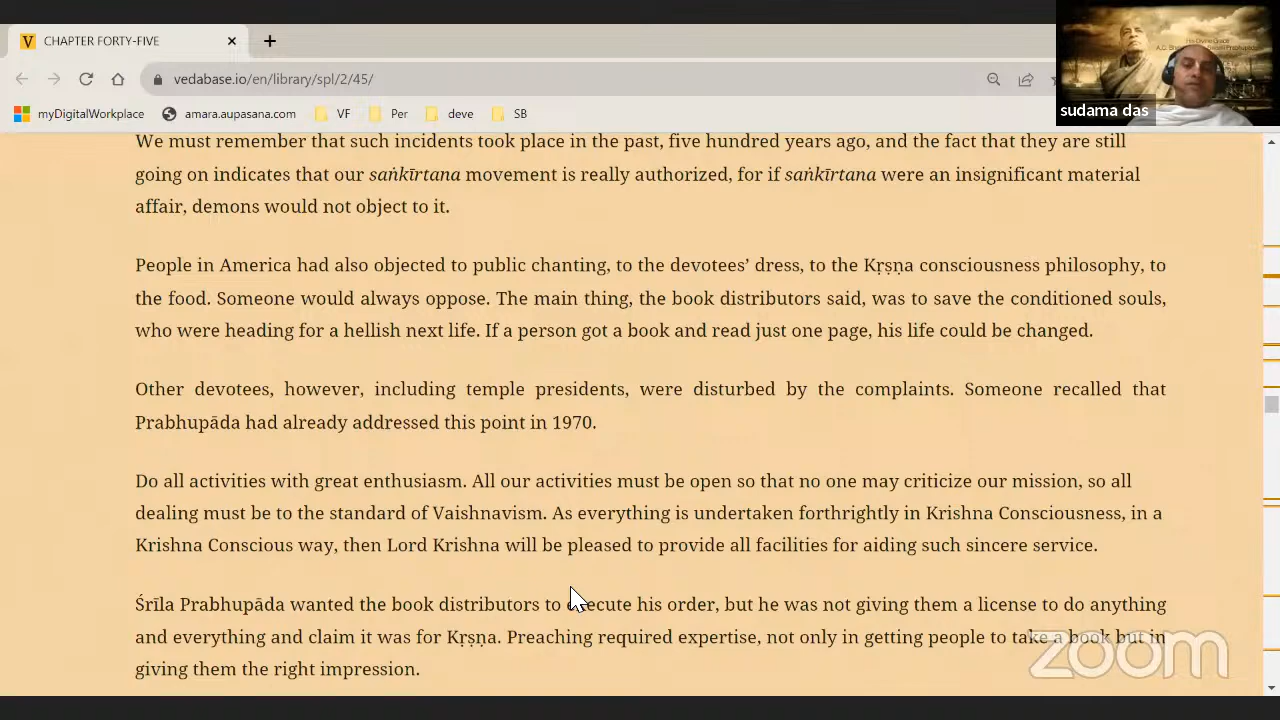 CHAPTER FORTY-FIVE
vedabase.io/en/library/spl/2/45/
myDigitalWorkplace amara.aupasana.com VF Per deve SB
His Divine Grace
sudama das
We must remember that such incidents took place in the past, five hundred years ago, and the fact that they are still
going on indicates that our saṅkīrtana movement is really authorized, for if saṅkīrtana were an insignificant material
affair, demons would not object to it.
People in America had also objected to public chanting, to the devotees’ dress, to the Kṛṣṇa consciousness philosophy, to
the food. Someone would always oppose. The main thing, the book distributors said, was to save the conditioned souls,
who were heading for a hellish next life. If a person got a book and read just one page, his life could be changed.
Other devotees, however, including temple presidents, were disturbed by the complaints. Someone recalled that
Prabhupāda had already addressed this point in 1970.
Do all activities with great enthusiasm. All our activities must be open so that no one may criticize our mission, so all
dealing must be to the standard of Vaishnavism. As everything is undertaken forthrightly in Krishna Consciousness, in a
Krishna Conscious way, then Lord Krishna will be pleased to provide all facilities for aiding such sincere service.
Śrīla Prabhupāda wanted the book distributors to execute his order, but he was not giving them a license to do anything
and everything and claim it was for Kṛṣṇa. Preaching required expertise, not only in getting people to take a book but in
giving them the right impression.
zoom